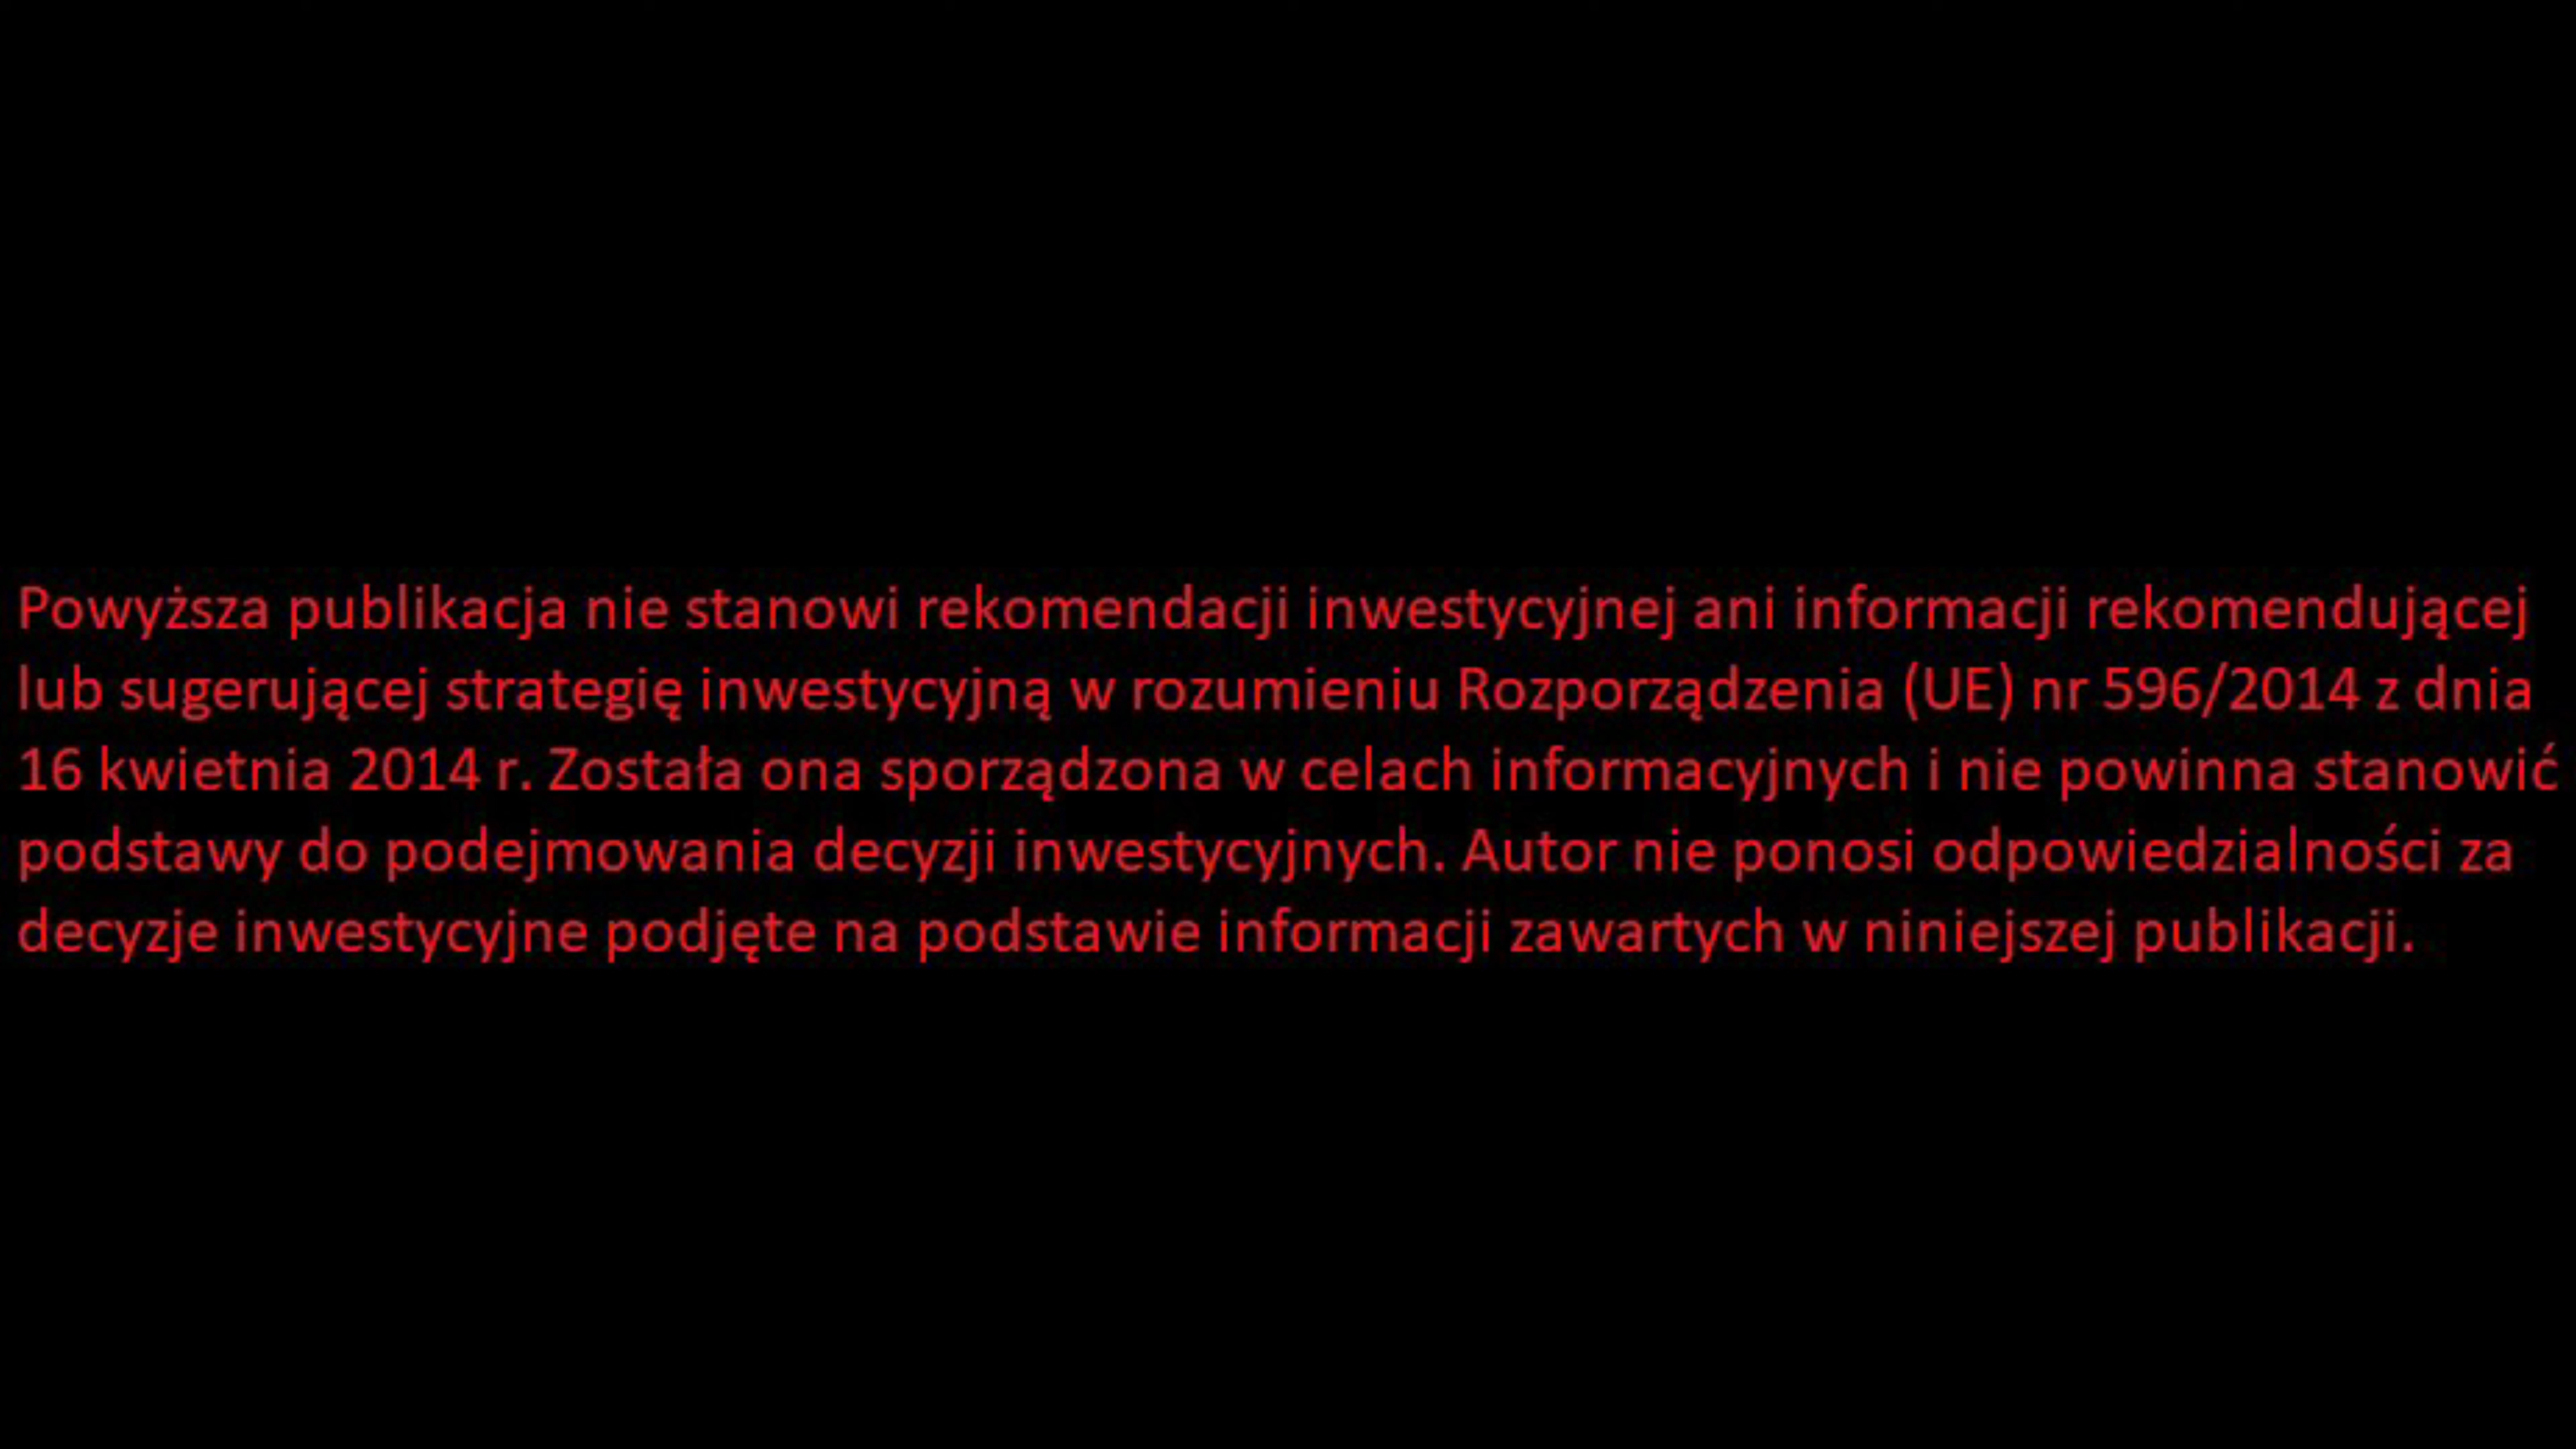 Powyższa publikacja nie stanowi rekomendacji inwestycyjnej ani informacji rekomendującej
lub sugerującej strategię inwestycyjną w rozumieniu Rozporządzenia (UE) nr 596/2014 z dnia
16 kwietnia 2014 r. Została ona sporządzona w celach informacyjnych i nie powinna stanowić
podstawy do podejmowania decyzji inwestycyjnych. Autor nie ponosi odpowiedzialności za
decyzje inwestycyjne podjęte na podstawie informacji zawartych w niniejszej publikacji.